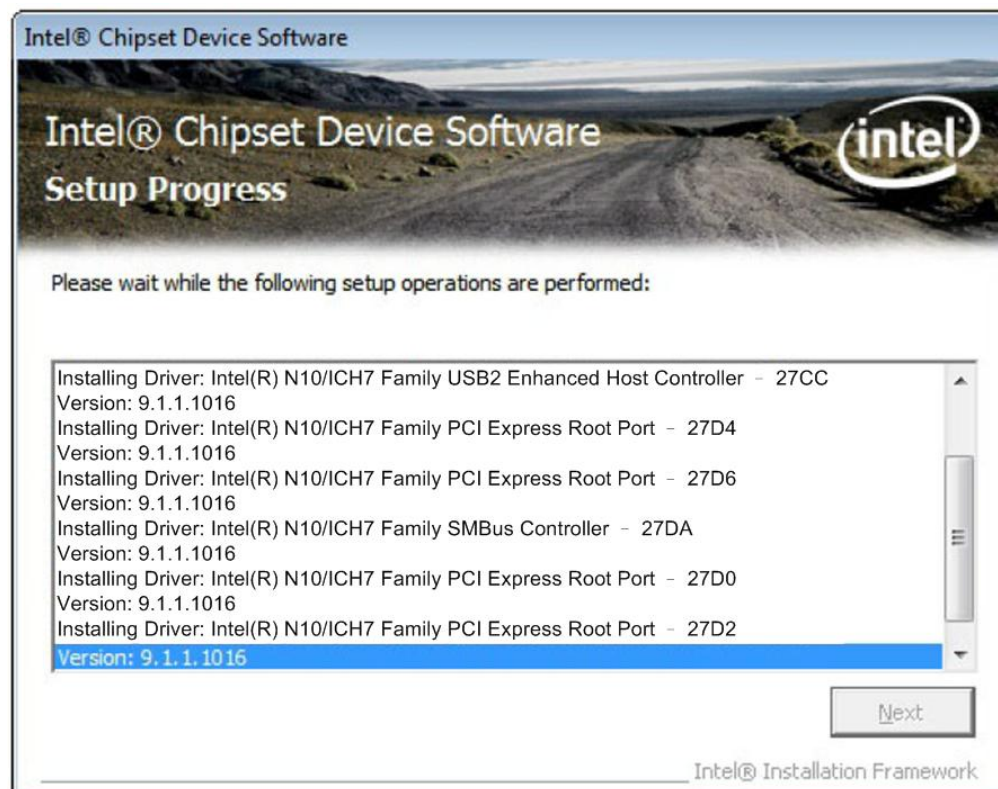 Intel® Chipset Device Software
Intel® Chipset Device Software
intel
Setup Progress
Please wait while the following setup operations are performed:
Installing Driver: Intel(R) N10/ICH7 Family USB2 Enhanced Host Controller - 27CC
Version: 9.1.1.1016
Installing Driver: Intel(R) N10/ICH7 Family PCI Express Root Port - 27D4
Version: 9.1.1.1016
Installing Driver: Intel(R) N10/ICH7 Family PCI Express Root Port - 27D6
Version: 9.1.1.1016
Installing Driver: Intel(R) N10/ICH7 Family SMBus Controller - 27DA
Version: 9.1.1.1016
Installing Driver: Intel(R) N10/ICH7 Family PCI Express Root Port - 27D0
Version: 9.1.1.1016
Installing Driver: Intel(R) N10/ICH7 Family PCI Express Root Port - 27D2
Version: 9.1.1.1016
Next
Intel® Installation Framework